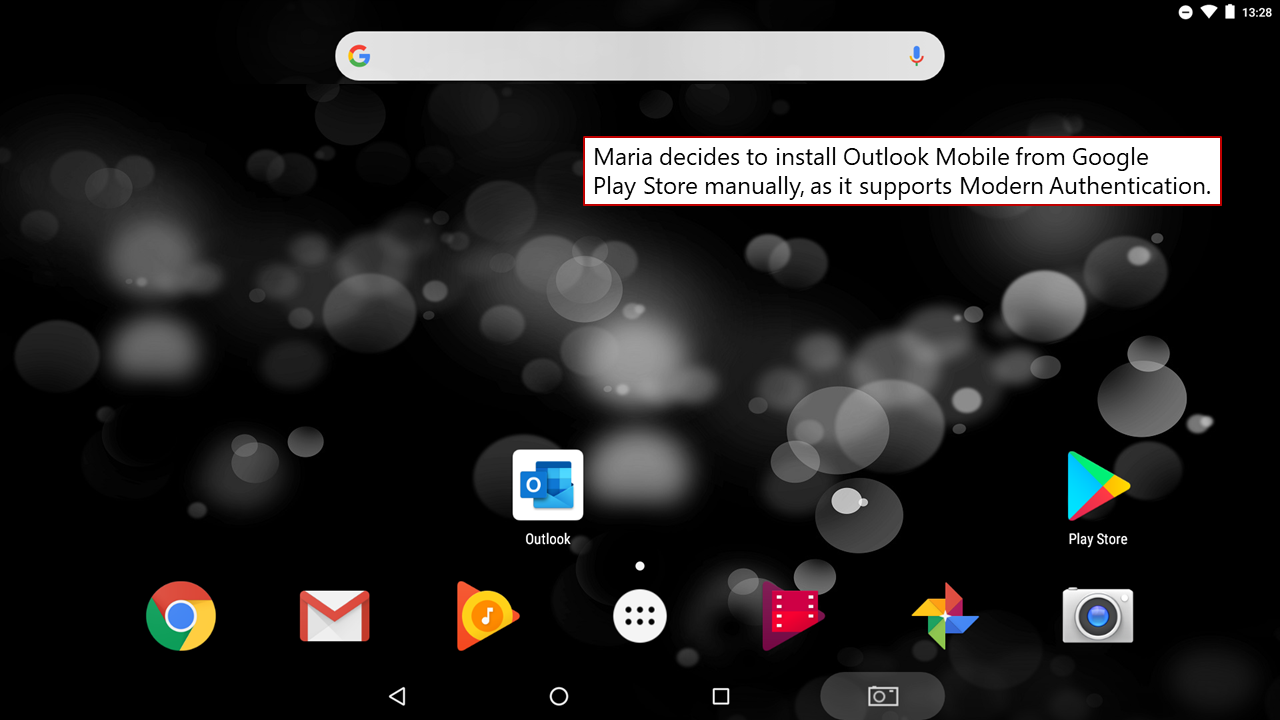 13:28
Maria decides to install Outlook Mobile from Google
Play Store manually, as it supports Modern Authentication.
Outlook
Play Store